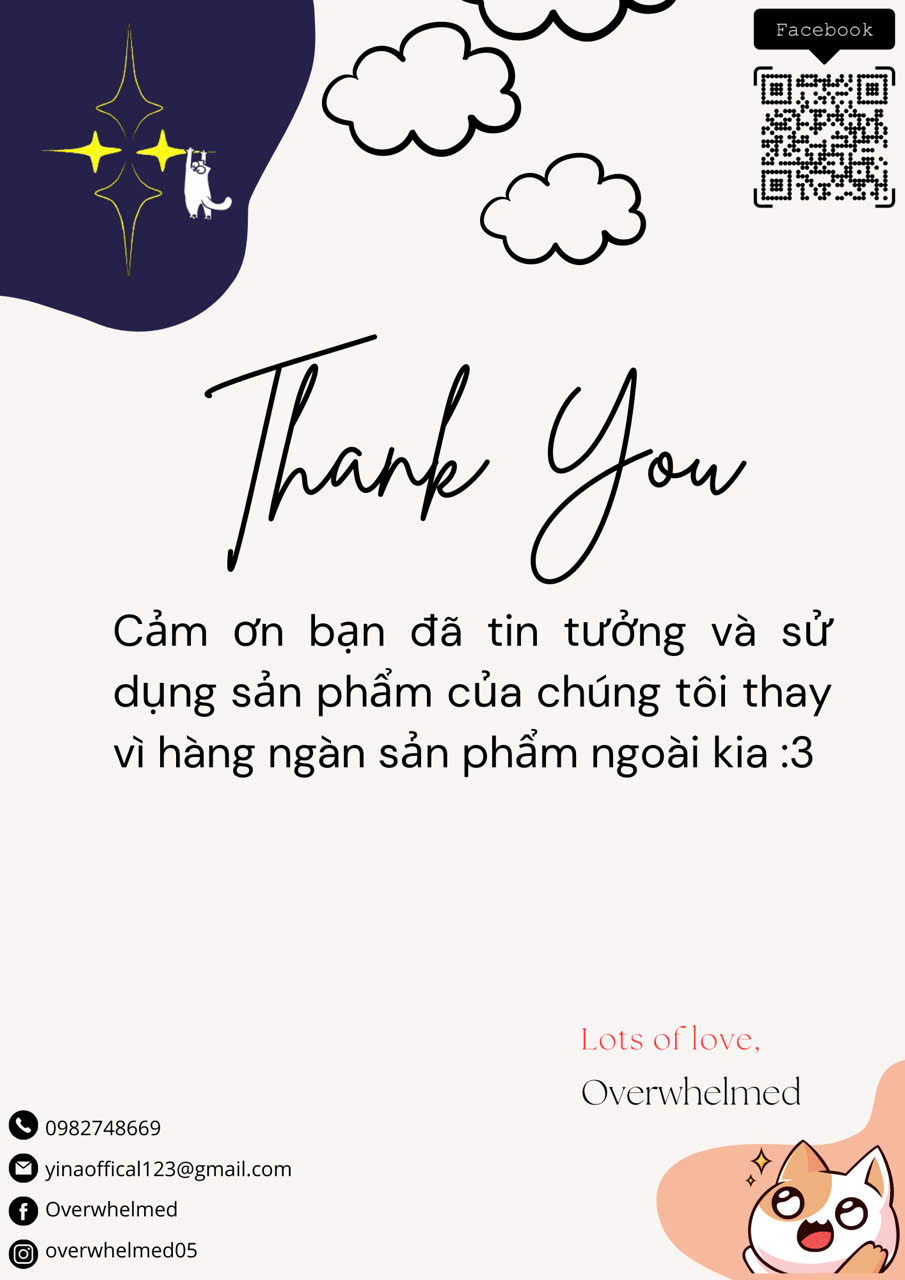 Facebook
Thank You
Cảm ơn bạn đã tin tưởng và sử
dụng sản phẩm của chúng tôi thay
vì hàng ngàn sản phẩm ngoài kia :3
Lots of love,
Overwhelmed
0982748669
yinaoffical123@gmail.com
Overwhelmed
overwhelmed05